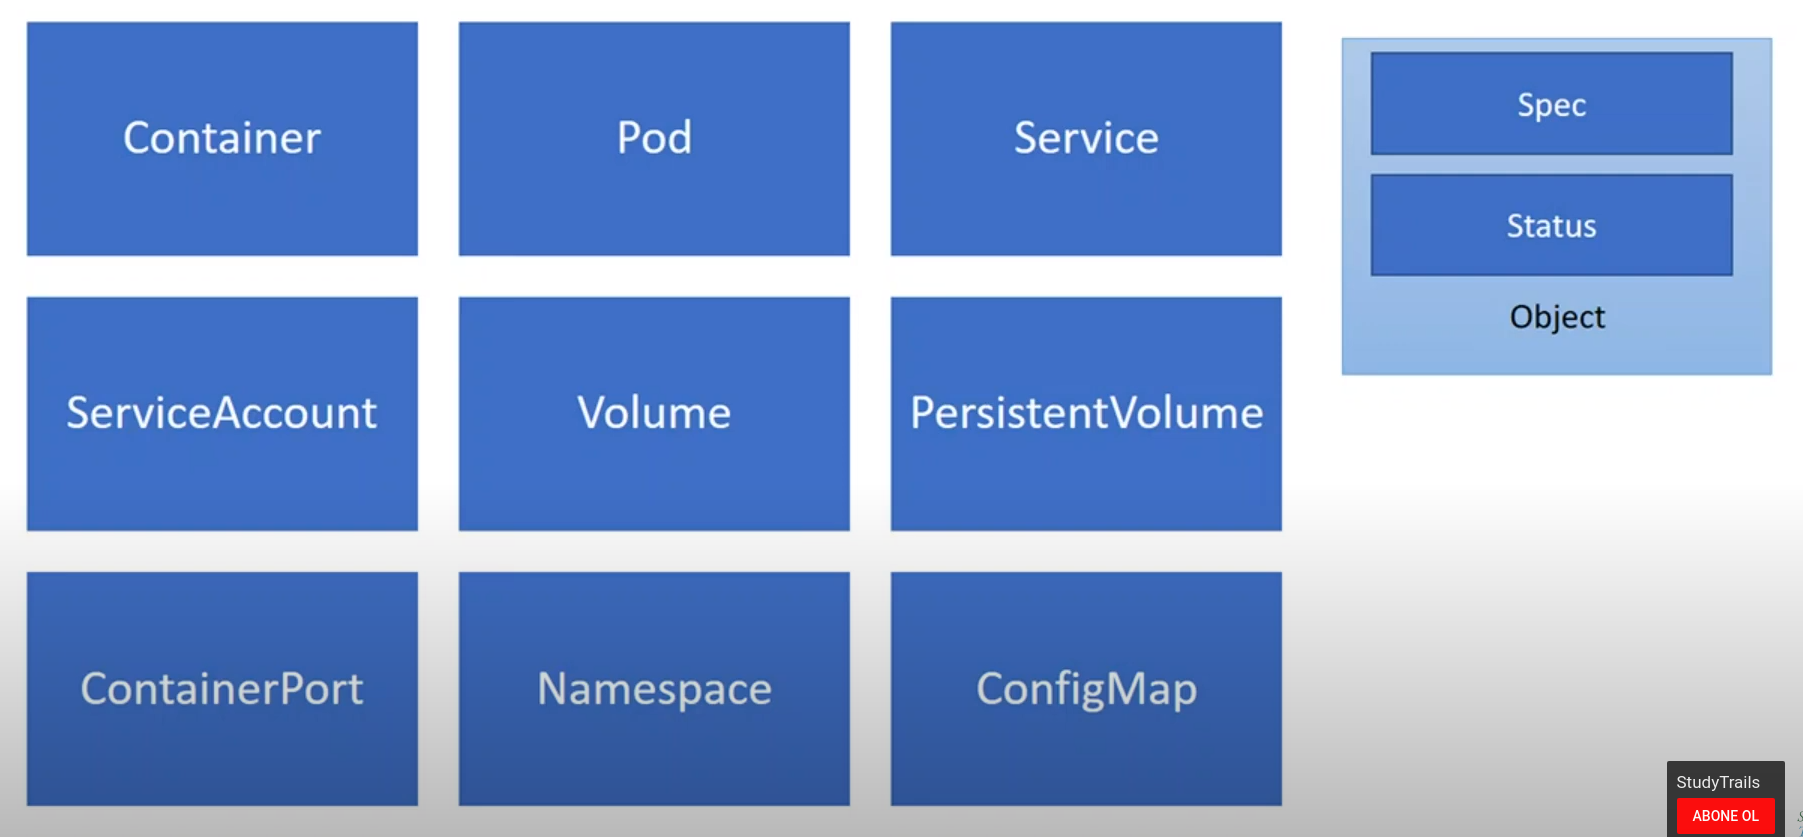 Container
Pod
Service
Spec
Status
Object
ServiceAccount
Volume
PersistentVolume
ContainerPort
Namespace
ConfigMap
StudyTrails
ABONE OL